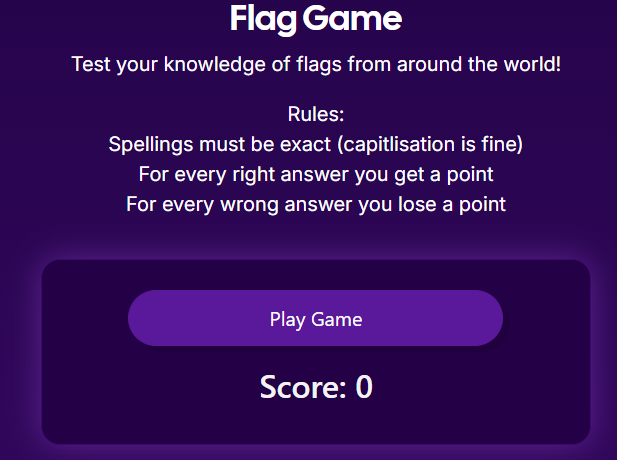 Flag Game
Test your knowledge of flags from around the world!
Rules:
Spellings must be exact (capitlisation is fine)
For every right answer you get a point
For every wrong answer you lose a point
Play Game
Score: 0